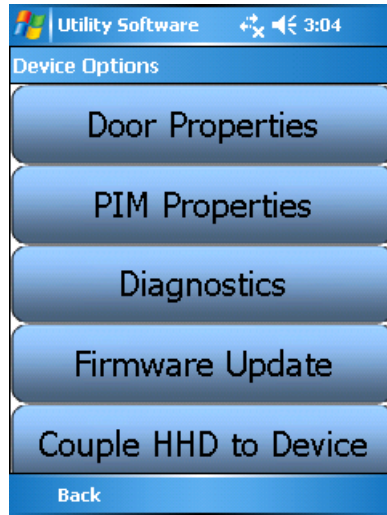 Utility Software 3:04
Device Options
Door Properties
PIM Properties
Diagnostics
Firmware Update
Couple HHD to Device
Back